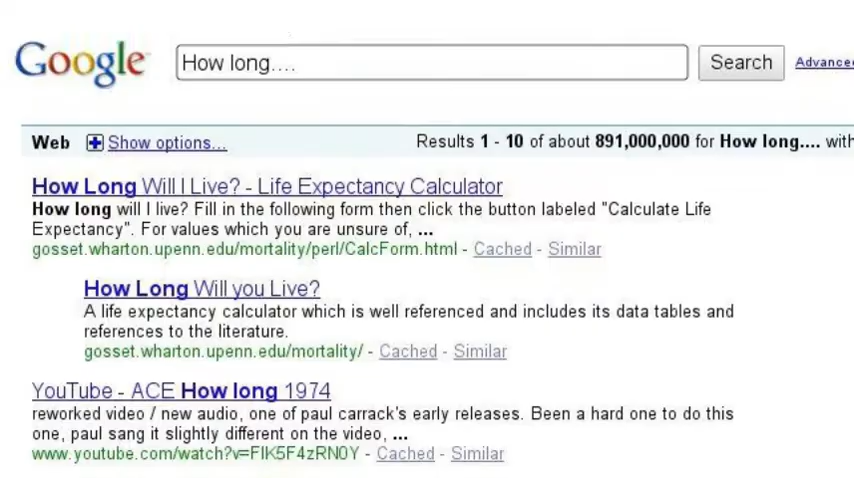 Google How long.... Search Advanced
Web Show options... Results 1 - 10 of about 891,000,000 for How long.... with
How Long Will I Live? - Life Expectancy Calculator
How long will I live? Fill in the following form then click the button labeled "Calculate Life
Expectancy". For values which you are unsure of, ...
gosset.wharton.upenn.edu/mortality/perl/CalcForm.html - Cached - Similar
How Long Will you Live?
A life expectancy calculator which is well referenced and includes its data tables and
references to the literature.
gosset.wharton.upenn.edu/mortality/ - Cached - Similar
YouTube - ACE How long 1974
reworked video / new audio, one of paul carrack's early releases. Been a hard one to do this
one, paul sang it slightly different on the video, ...
www.youtube.com/watch?v=FIK5F4zRN0Y - Cached - Similar